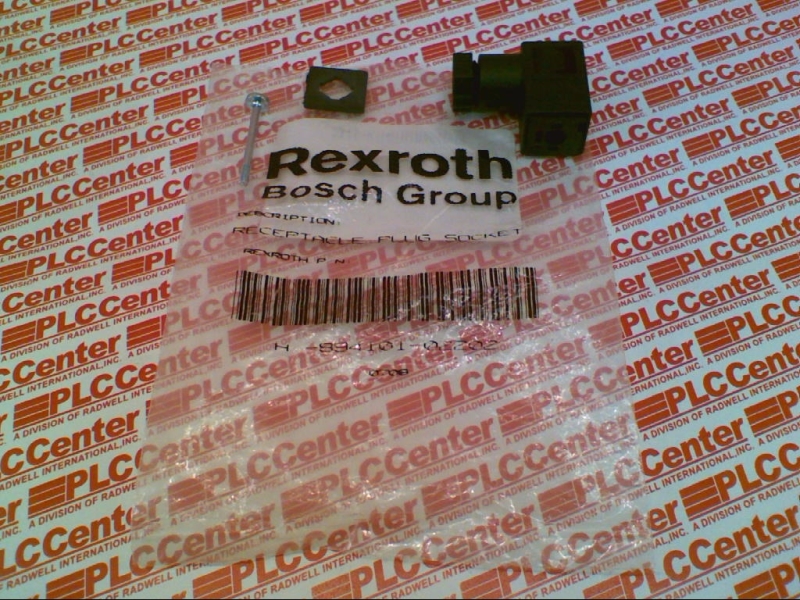 Rexroth
Bosch Group
DESCRIPTION:
RECEPTACLE PLUG SOCKET
REXROTH P N
PLCCenter
A DIVISION OF RADWELL INTERNATIONAL, INC.